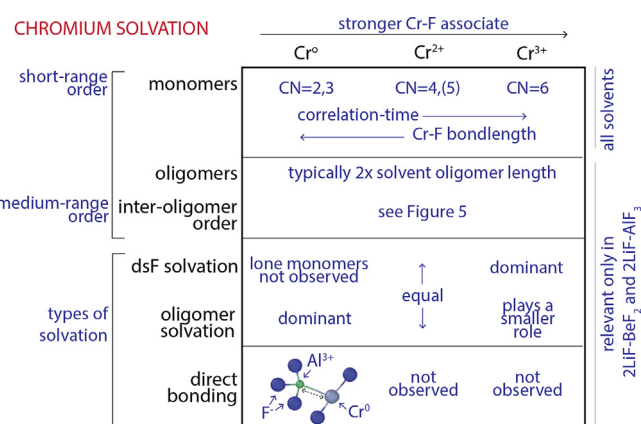 CHROMIUM SOLVATION
stronger Cr-F associate
Cr⁰ Cr²⁺ Cr³⁺
short-range
order
monomers
CN=2,3 CN=4,(5) CN=6
correlation-time
Cr-F bondlength
all solvents
oligomers
typically 2x solvent oligomer length
medium-range
order
inter-oligomer
order
see Figure 5
types of
solvation
dsF solvation
lone monomers
not observed
equal
dominant
oligomer
solvation
dominant
plays a
smaller
role
direct
bonding
Al³⁺
F⁻
Cr⁰
not
observed
not
observed
relevant only in
2LiF-BeF₂ and 2LiF-AlF₃